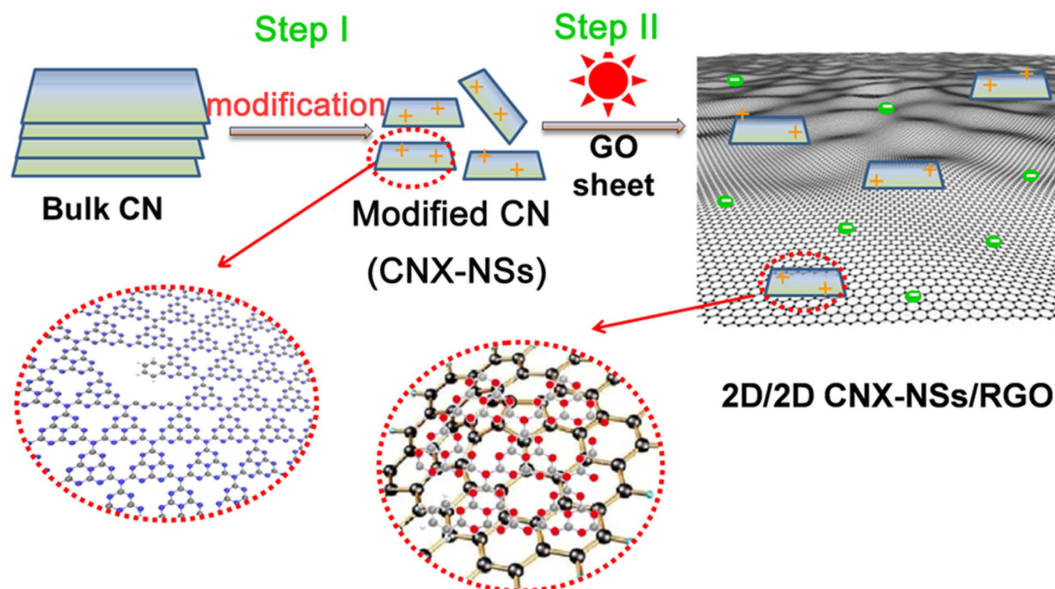 Step I
Step II
modification
GO
sheet
Bulk CN
Modified CN
(CNX-NSs)
2D/2D CNX-NSs/RGO